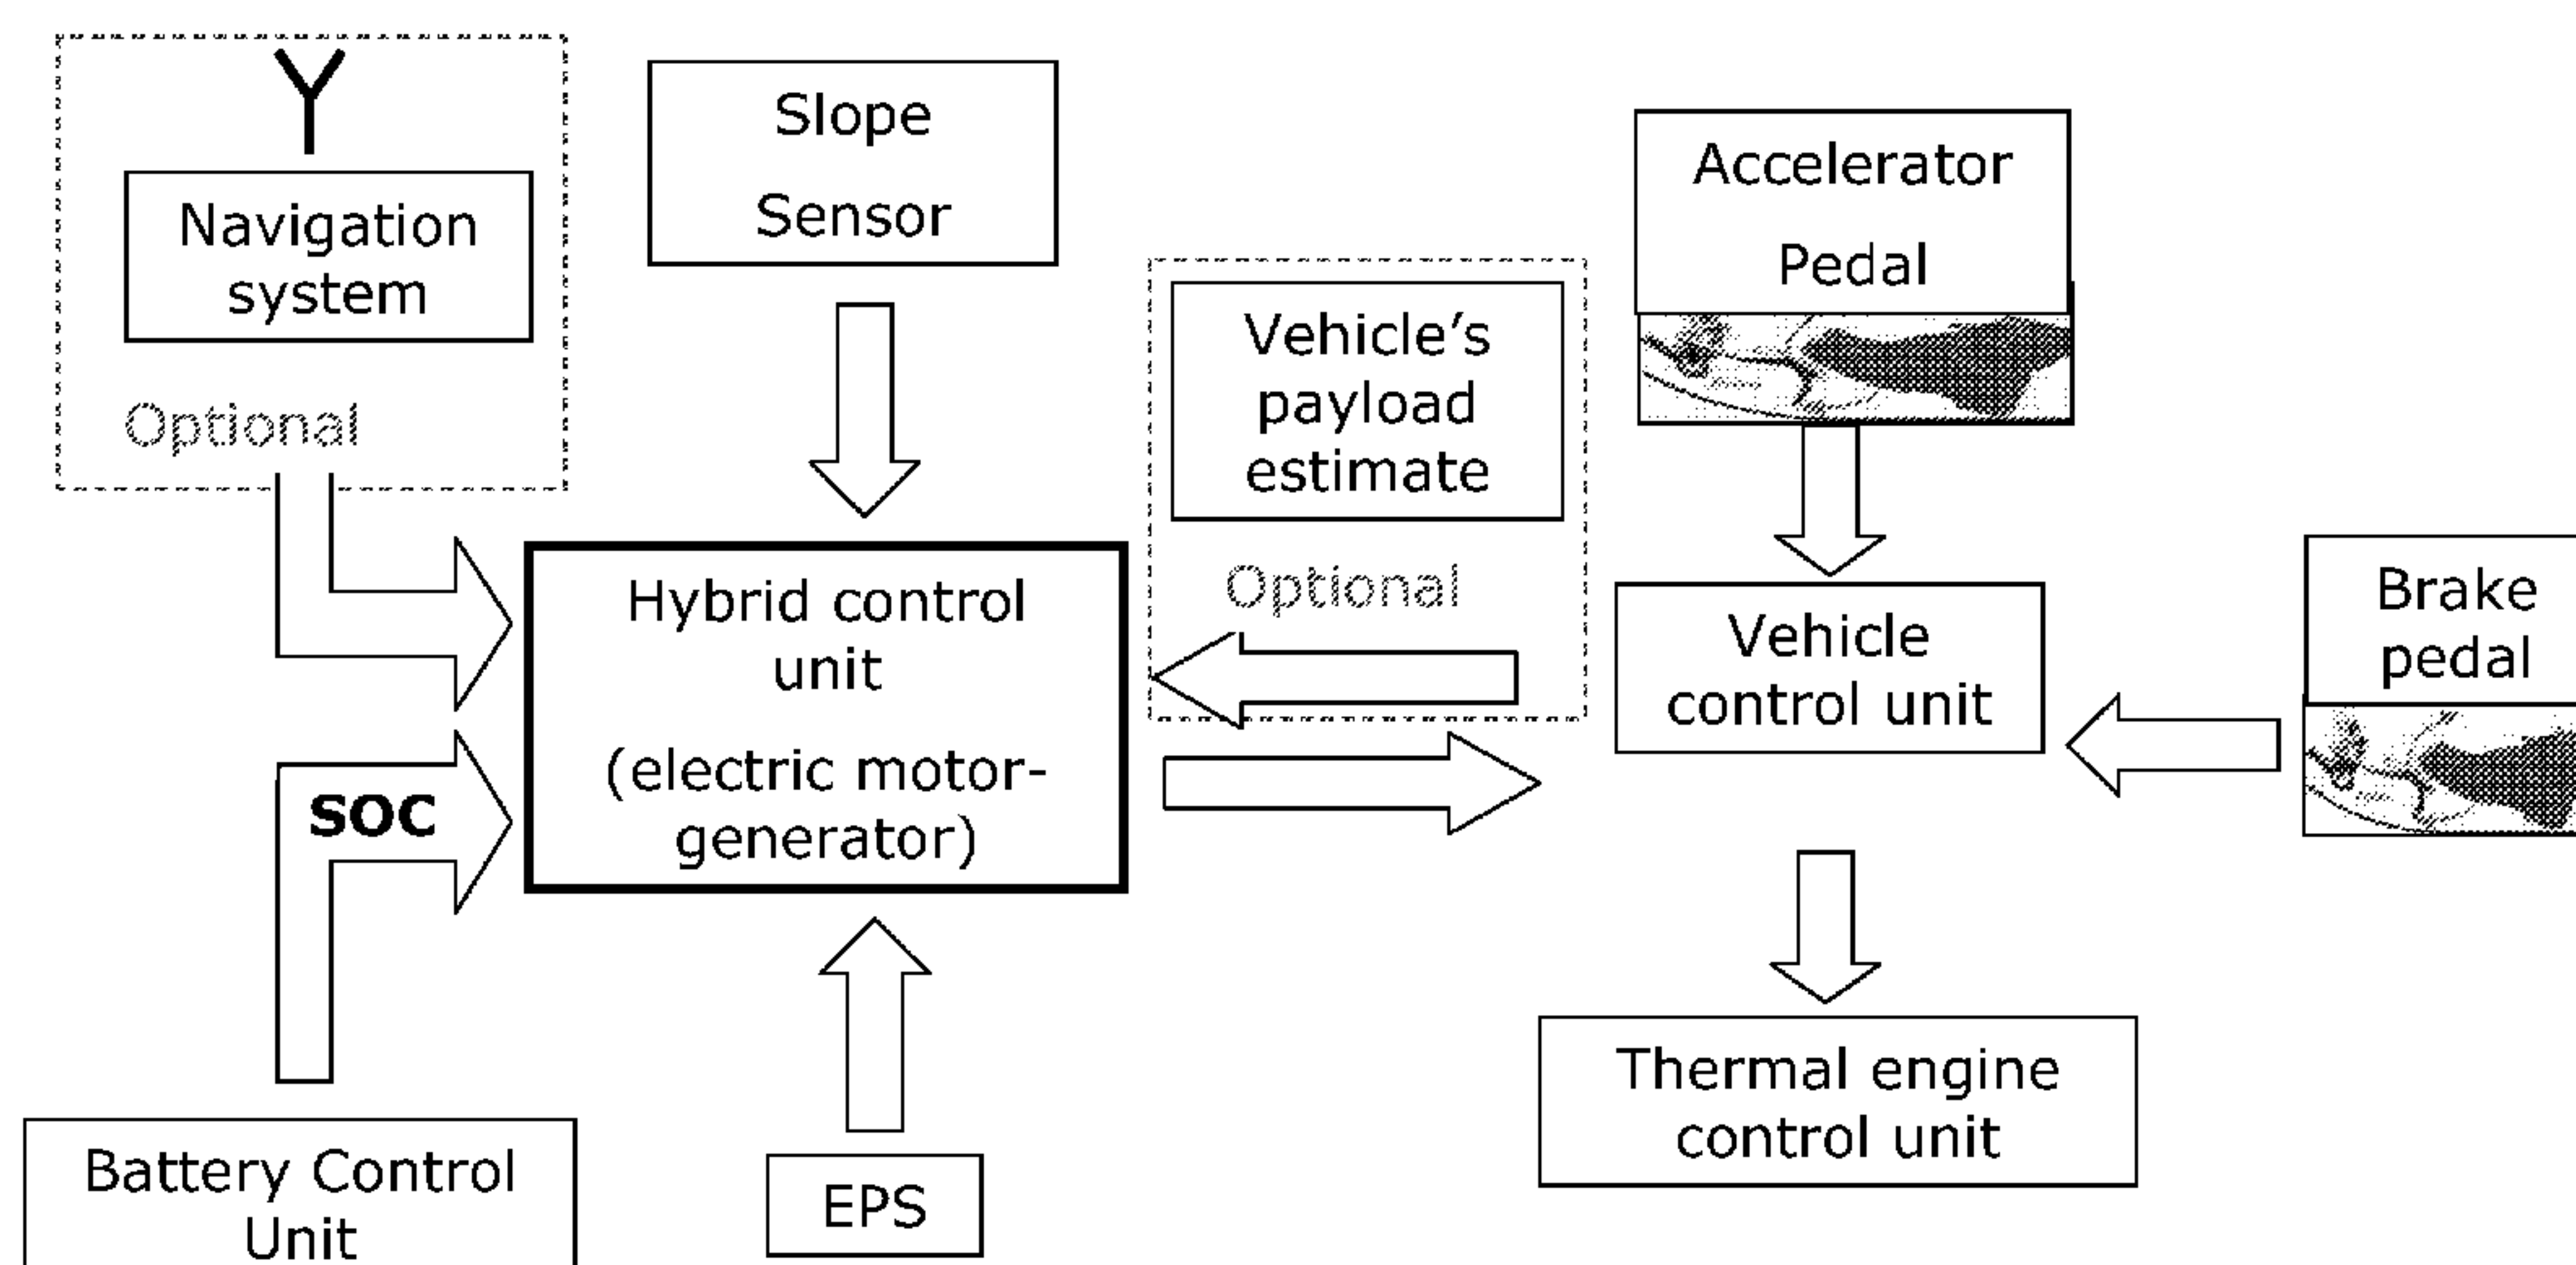 Navigation
system
Optional
Slope
Sensor
Vehicle’s
payload
estimate
Optional
Accelerator
Pedal
Hybrid control
unit
(electric motor-
generator)
Vehicle
control unit
Brake
pedal
SOC
Battery Control
Unit
EPS
Thermal engine
control unit